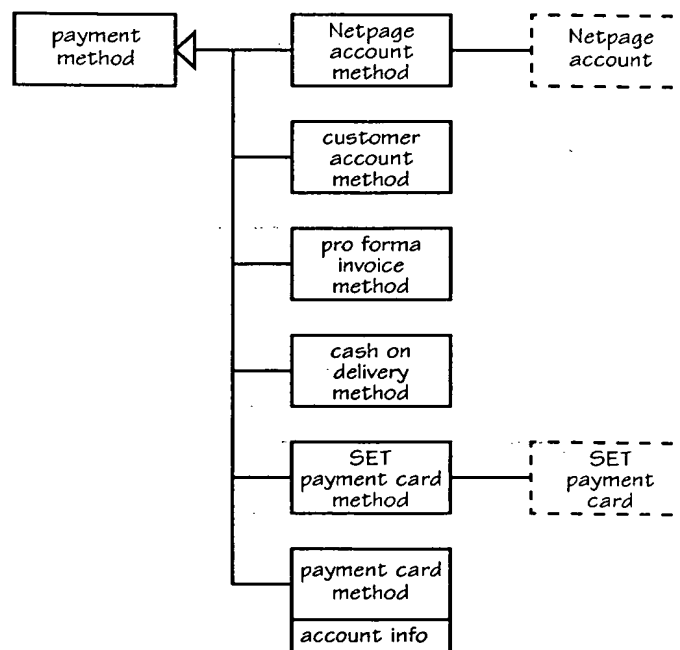 payment
method
Netpage
account
method
Netpage
account
customer
account
method
pro forma
invoice
method
cash on
delivery
method
SET
payment card
method
SET
payment
card
payment card
method
account info